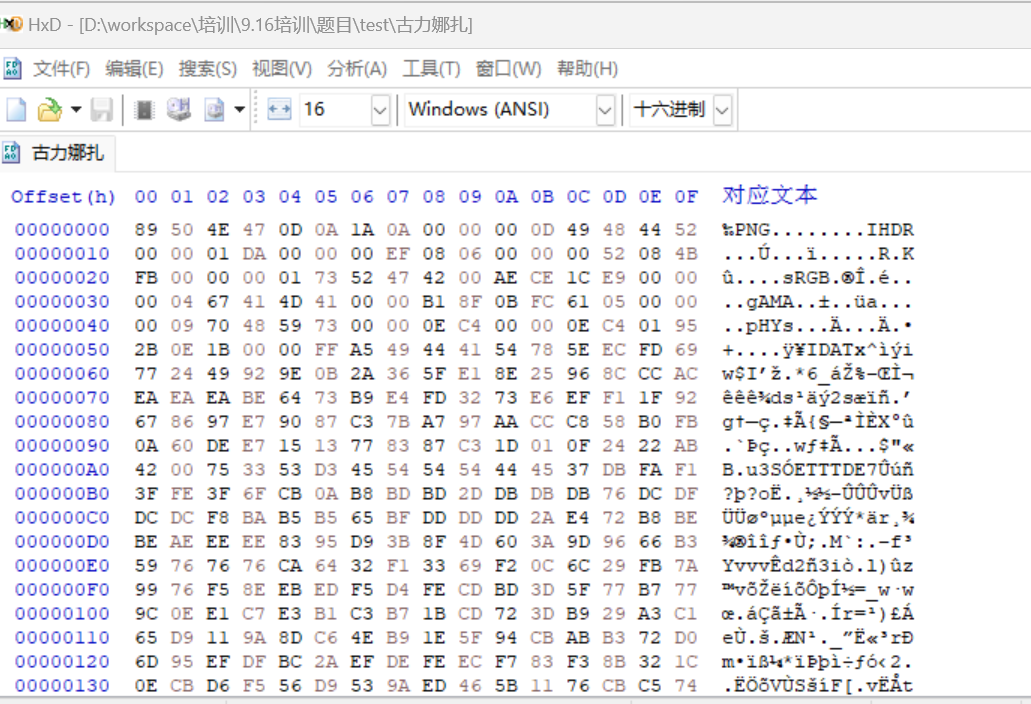 HxD - [D:\workspace\培训\9.16培训\题目\test\古力娜扎]
文件(F) 编辑(E) 搜索(S) 视图(V) 分析(A) 工具(T) 窗口(W) 帮助(H)
16 Windows (ANSI) 十六进制
古力娜扎
Offset(h) 00 01 02 03 04 05 06 07 08 09 0A 0B 0C 0D 0E 0F 对应文本
00000000 89 50 4E 47 0D 0A 1A 0A 00 00 00 0D 49 48 44 52 ‰PNG........IHDR
00000010 00 00 01 DA 00 00 00 EF 08 06 00 00 00 52 08 4B ...Ú...ï.....R.K
00000020 FB 00 00 00 01 73 52 47 42 00 AE CE 1C E9 00 00 û....sRGB.®Î.é..
00000030 00 04 67 41 4D 41 00 00 B1 8F 0B FC 61 05 00 00 ..gAMA..±..üa...
00000040 00 09 70 48 59 73 00 00 0E C4 00 00 0E C4 01 95 ..pHYs...Ä...Ä.•
00000050 2B 0E 1B 00 00 FF A5 49 44 41 54 78 5E EC FD 69 +....ÿ¥IDATx^ìýi
00000060 77 24 49 92 9E 0B 2A 36 5F E1 8E 25 96 8C CC AC w$I’ž.*6_áŽ%–ŒÌ¬
00000070 EA EA EA BE 64 73 B9 E4 FD 32 73 E6 EF F1 1F 92 êêê¾ds¹äý2sæïñ.’
00000080 67 86 97 E7 90 87 C3 7B A7 97 AA CC C8 58 B0 FB g†—ç.‡Ã{§—ªÌÈX°û
00000090 0A 60 DE E7 15 13 77 83 87 C3 1D 01 0F 24 22 AB .`Þç..wƒ‡Ã...$"«
000000A0 42 00 75 33 53 D3 45 54 54 54 44 45 37 DB FA F1 B.u3SÓETTTDE7Ûúñ
000000B0 3F FE 3F 6F CB 0A B8 BD BD 2D DB DB DB 76 DC DF ?þ?oË.¸½½-ÛÛÛvÜß
000000C0 DC DC F8 BA B5 B5 65 BF DD DD DD 2A E4 72 B8 BE ÜÜøºµµe¿ÝÝÝ*är¸¾
000000D0 BE AE EE EE 83 95 D9 3B 8F 4D 60 3A 9D 96 66 B3 ¾®îîƒ•Ù;.M`:.–f³
000000E0 59 76 76 76 CA 64 32 F1 33 69 F2 0C 6C 29 FB 7A YvvvÊd2ñ3iò.l)ûz
000000F0 99 76 F5 8E EB ED F5 D4 FE CD BD 3D 5F 77 B7 77 ™võŽëíõÔþÍ½=_w·w
00000100 9C 0E E1 C7 E3 B1 C3 B7 1B CD 72 3D B9 29 A3 C1 œ.áÇã±Ã·.Ír=¹)£Á
00000110 65 D9 11 9A 8D C6 4E B9 1E 5F 94 CB AB B3 72 D0 eÙ.š.ÆN¹._”Ë«³rÐ
00000120 6D 95 EF DF BC 2A EF DE FE EC F7 83 F3 8B 32 1C m•ïß¼*ïÞþì÷ƒó‹2.
00000130 0E CB D6 F5 56 D9 53 9A ED 46 5B 11 76 CB C5 74 .ËÖõVÙSšíF[.vËÅt